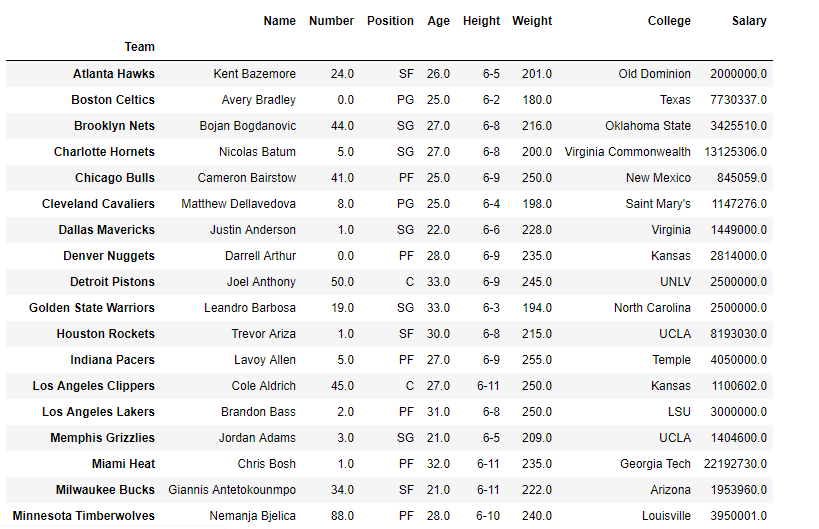 Name Number Position Age Height Weight College Salary
Team
Atlanta Hawks Kent Bazemore 24.0 SF 26.0 6-5 201.0 Old Dominion 2000000.0
Boston Celtics Avery Bradley 0.0 PG 25.0 6-2 180.0 Texas 7730337.0
Brooklyn Nets Bojan Bogdanovic 44.0 SG 27.0 6-8 216.0 Oklahoma State 3425510.0
Charlotte Hornets Nicolas Batum 5.0 SG 27.0 6-8 200.0 Virginia Commonwealth 13125306.0
Chicago Bulls Cameron Bairstow 41.0 PF 25.0 6-9 250.0 New Mexico 845059.0
Cleveland Cavaliers Matthew Dellavedova 8.0 PG 25.0 6-4 198.0 Saint Mary's 1147276.0
Dallas Mavericks Justin Anderson 1.0 SG 22.0 6-6 228.0 Virginia 1449000.0
Denver Nuggets Darrell Arthur 0.0 PF 28.0 6-9 235.0 Kansas 2814000.0
Detroit Pistons Joel Anthony 50.0 C 33.0 6-9 245.0 UNLV 2500000.0
Golden State Warriors Leandro Barbosa 19.0 SG 33.0 6-3 194.0 North Carolina 2500000.0
Houston Rockets Trevor Ariza 1.0 SF 30.0 6-8 215.0 UCLA 8193030.0
Indiana Pacers Lavoy Allen 5.0 PF 27.0 6-9 255.0 Temple 4050000.0
Los Angeles Clippers Cole Aldrich 45.0 C 27.0 6-11 250.0 Kansas 1100602.0
Los Angeles Lakers Brandon Bass 2.0 PF 31.0 6-8 250.0 LSU 3000000.0
Memphis Grizzlies Jordan Adams 3.0 SG 21.0 6-5 209.0 UCLA 1404600.0
Miami Heat Chris Bosh 1.0 PF 32.0 6-11 235.0 Georgia Tech 22192730.0
Milwaukee Bucks Giannis Antetokounmpo 34.0 SF 21.0 6-11 222.0 Arizona 1953960.0
Minnesota Timberwolves Nemanja Bjelica 88.0 PF 28.0 6-10 240.0 Louisville 3950001.0